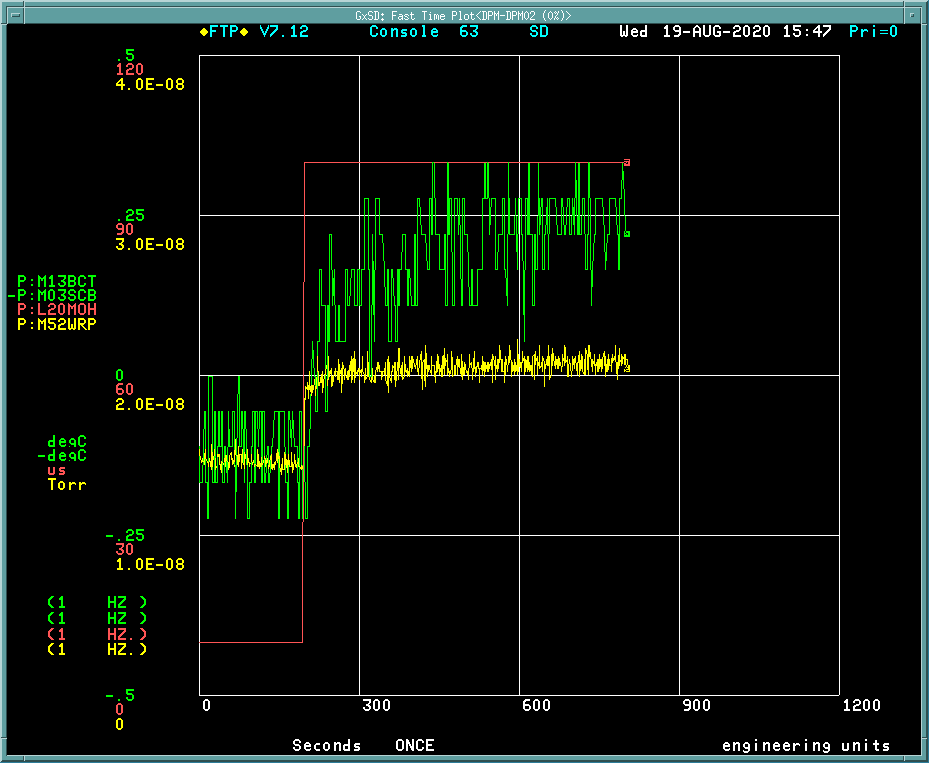 GxSD: Fast Time Plot<DPM-DPM02 (0%)>
◆FTP◆ V7.12 Console 63 SD Wed 19-AUG-2020 15:47 Pri=0
.5
120
4.0E-08
.25
90
3.0E-08
P:M13BCT
-P:M03SCB
P:L20MOH
P:M52WRP
0
60
2.0E-08
degC
-degC
us
Torr
-.25
30
1.0E-08
(1 HZ )
(1 HZ )
(1 HZ.)
(1 HZ.)
-.5
0
0
0 300 600 900 1200
Seconds ONCE engineering units